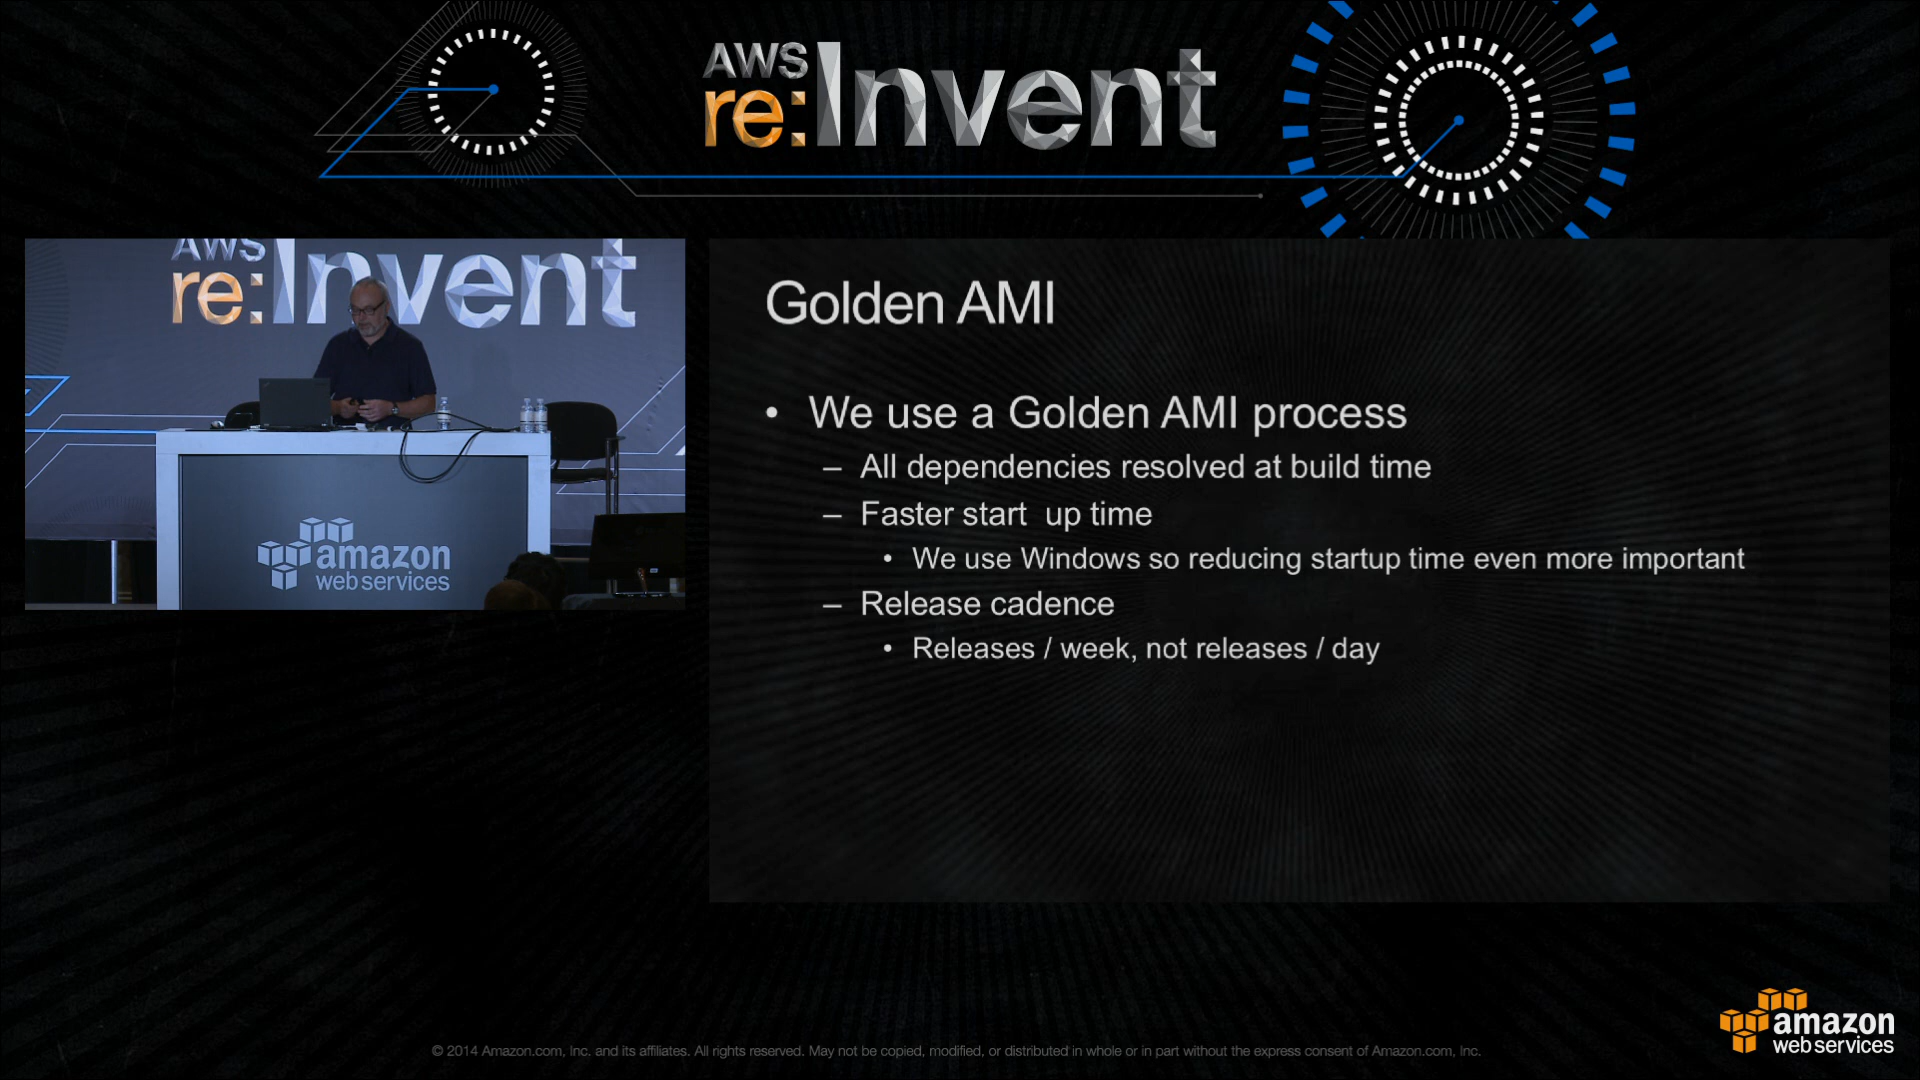 AWS
re:Invent
AWS
re:Invent
amazon
web services
Golden AMI
• We use a Golden AMI process
– All dependencies resolved at build time
– Faster start  up time
• We use Windows so reducing startup time even more important
– Release cadence
• Releases / week, not releases / day
© 2014 Amazon.com, Inc. and its affiliates. All rights reserved. May not be copied, modified, or distributed in whole or in part without the express consent of Amazon.com, Inc.
amazon
web services